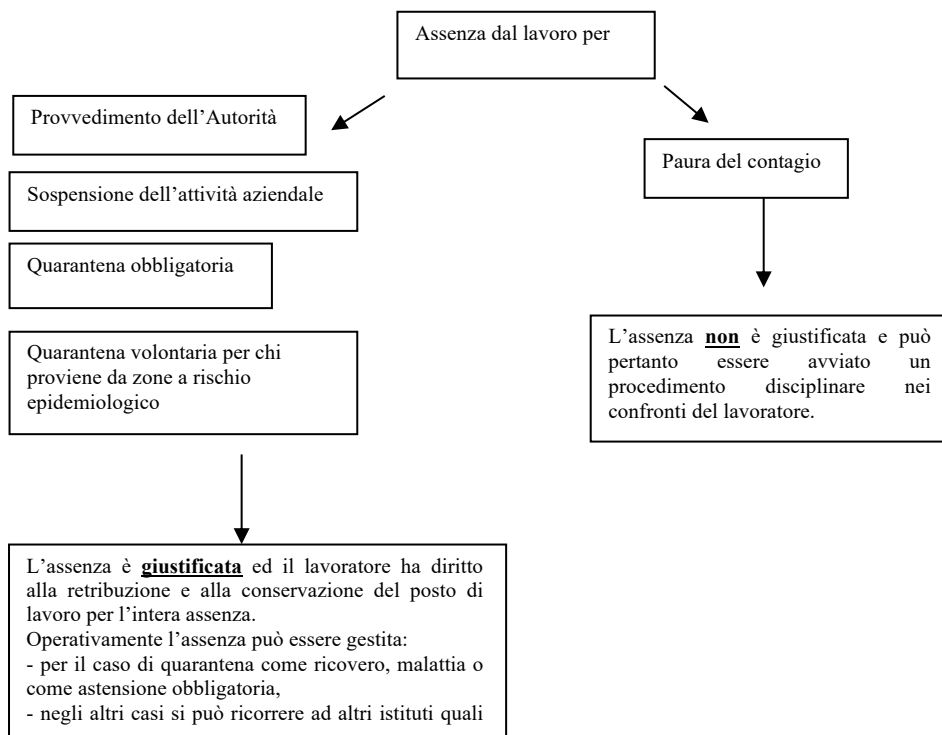 Assenza dal lavoro per
Provvedimento dell’Autorità
Sospensione dell’attività aziendale
Quarantena obbligatoria
Quarantena volontaria per chi
proviene da zone a rischio
epidemiologico
L’assenza è giustificata ed il lavoratore ha diritto
alla retribuzione e alla conservazione del posto di
lavoro per l’intera assenza.
Operativamente l’assenza può essere gestita:
- per il caso di quarantena come ricovero, malattia o
come astensione obbligatoria,
- negli altri casi si può ricorrere ad altri istituti quali
Paura del contagio
L’assenza non è giustificata e può
pertanto essere avviato un
procedimento disciplinare nei
confronti del lavoratore.